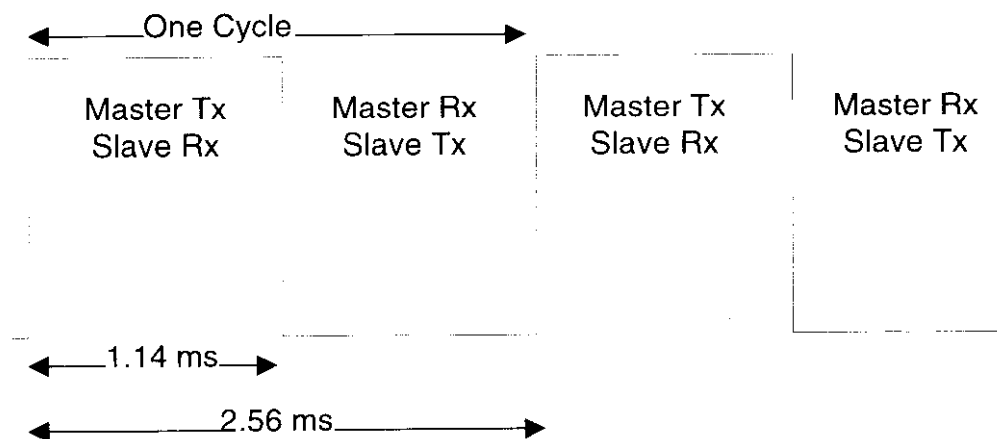 One Cycle
Master Tx
Slave Rx
Master Rx
Slave Tx
Master Tx
Slave Rx
Master Rx
Slave Tx
1.14 ms
2.56 ms